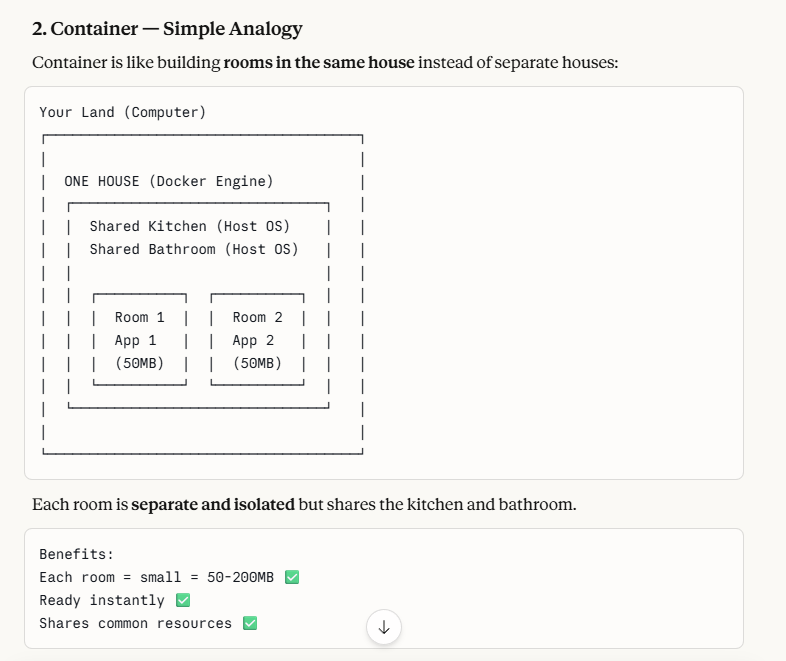 2. Container — Simple Analogy
Container is like building rooms in the same house instead of separate houses:
Your Land (Computer)
ONE HOUSE (Docker Engine)
Shared Kitchen (Host OS)
Shared Bathroom (Host OS)
Room 1 Room 2
App 1 App 2
(50MB) (50MB)
Each room is separate and isolated but shares the kitchen and bathroom.
Benefits:
Each room = small = 50-200MB ✅
Ready instantly ✅
Shares common resources ✅